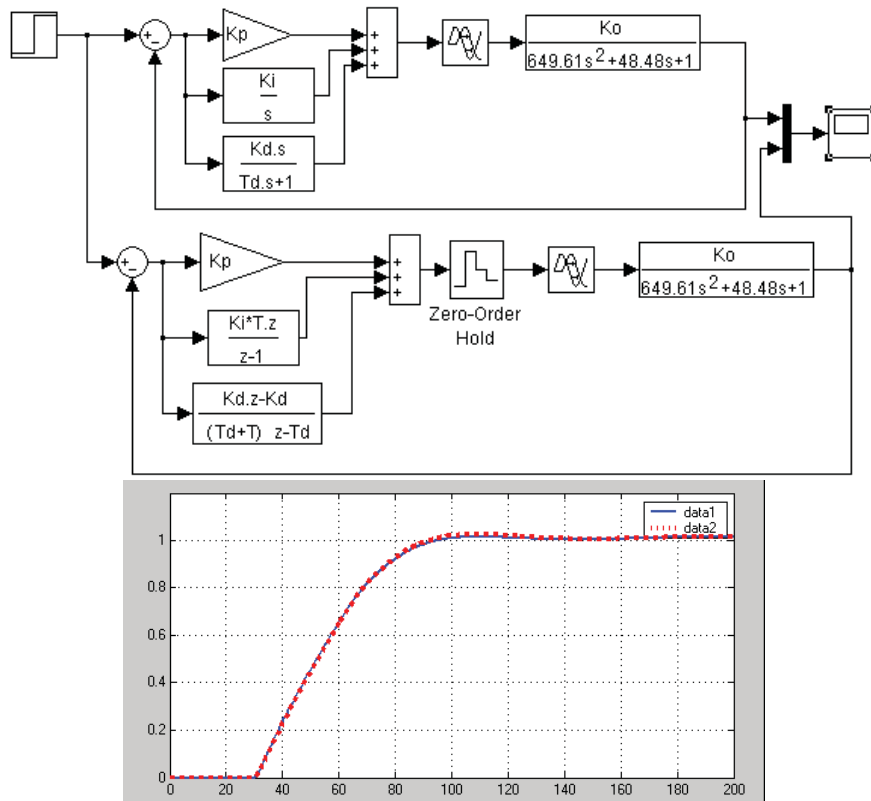 Kp
Ki
s
Kd.s
Td.s+1
+
+
+
+
−
Ko
649.61s²+48.48s+1
Kp
Ki*T.z
z-1
Kd.z-Kd
(Td+T) z-Td
+
+
+
+
−
Zero-Order
Hold
Ko
649.61s²+48.48s+1
data1
data2
1
0.8
0.6
0.4
0.2
0
0 20 40 60 80 100 120 140 160 180 200